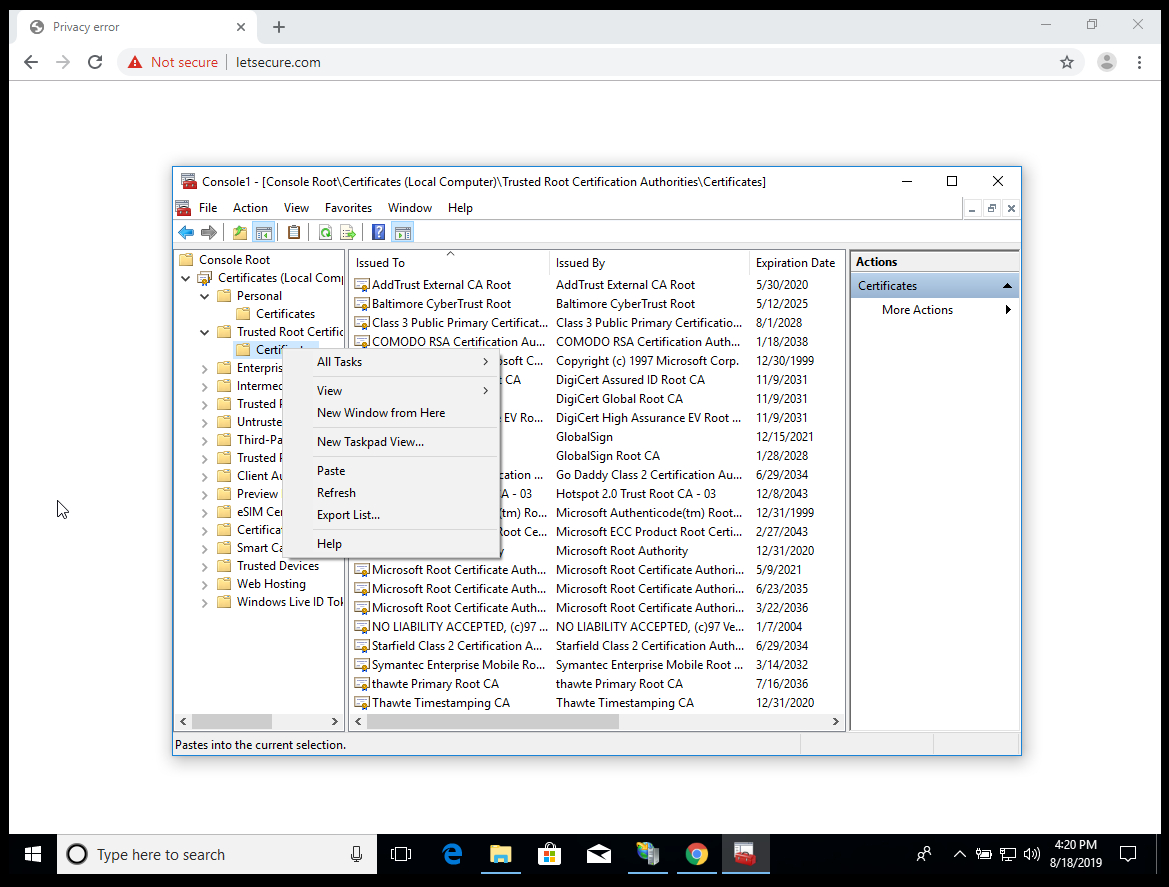 Privacy error
Not secure
letsecure.com
Console1 - [Console Root\Certificates (Local Computer)\Trusted Root Certification Authorities\Certificates]
File Action View Favorites Window Help
Console Root
Certificates (Local Comp
Personal
Certificates
Trusted Root Certific
Certific
Enterpris
Intermed
Trusted
Untruste
Third-Pa
Trusted
Client Au
Preview
eSIM Cer
Certifica
Smart Ca
Trusted Devices
Web Hosting
Windows Live ID Tok
All Tasks
View
New Window from Here
New Taskpad View...
Paste
Refresh
Export List...
Help
Issued To Issued By Expiration Date
AddTrust External CA Root AddTrust External CA Root 5/30/2020
Baltimore CyberTrust Root Baltimore CyberTrust Root 5/12/2025
Class 3 Public Primary Certificat... Class 3 Public Primary Certificatio... 8/1/2028
COMODO RSA Certification Au... COMODO RSA Certification Auth... 1/18/2038
soft C... Copyright (c) 1997 Microsoft Corp. 12/30/1999
CA DigiCert Assured ID Root CA 11/9/2031
DigiCert Global Root CA 11/9/2031
EV Ro... DigiCert High Assurance EV Root ... 11/9/2031
GlobalSign 12/15/2021
GlobalSign Root CA 1/28/2028
cation ... Go Daddy Class 2 Certification Au... 6/29/2034
A - 03 Hotspot 2.0 Trust Root CA - 03 12/8/2043
(tm) Ro... Microsoft Authenticode(tm) Root... 12/31/1999
oot Ce... Microsoft ECC Product Root Certi... 2/27/2043
Microsoft Root Authority 12/31/2020
Microsoft Root Certificate Auth... Microsoft Root Certificate Authori... 5/9/2021
Microsoft Root Certificate Auth... Microsoft Root Certificate Authori... 6/23/2035
Microsoft Root Certificate Auth... Microsoft Root Certificate Authori... 3/22/2036
NO LIABILITY ACCEPTED, (c)97 ... NO LIABILITY ACCEPTED, (c)97 Ve... 1/7/2004
Starfield Class 2 Certification A... Starfield Class 2 Certification Auth... 6/29/2034
Symantec Enterprise Mobile Ro... Symantec Enterprise Mobile Root ... 3/14/2032
thawte Primary Root CA thawte Primary Root CA 7/16/2036
Thawte Timestamping CA Thawte Timestamping CA 12/31/2020
Actions
Certificates
More Actions
Pastes into the current selection.
Type here to search
4:20 PM
8/18/2019